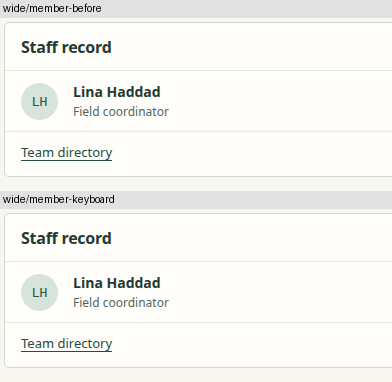 wide/member-before
Staff record
LH
Lina Haddad
Field coordinator
Team directory
wide/member-keyboard
Staff record
LH
Lina Haddad
Field coordinator
Team directory